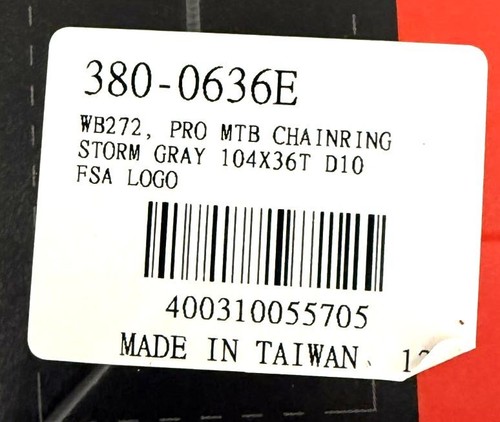 380-0636E
WB272, PRO MTB CHAINRING
STORM GRAY 104X36T D10
FSA LOGO
400310055705
MADE IN TAIWAN